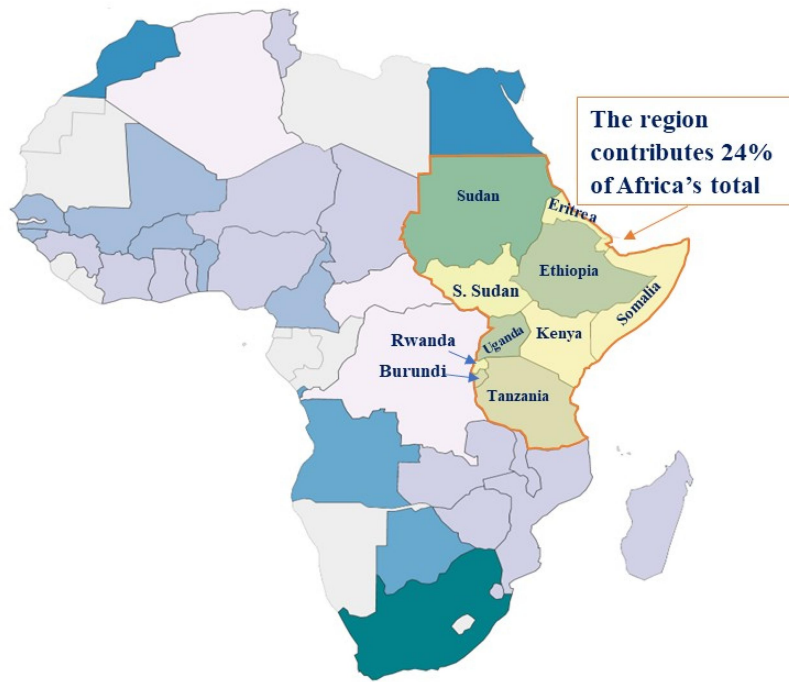 The region
contributes 24%
of Africa's total
Sudan
Eritrea
Ethiopia
S. Sudan
Somalia
Uganda
Kenya
Rwanda
Burundi
Tanzania